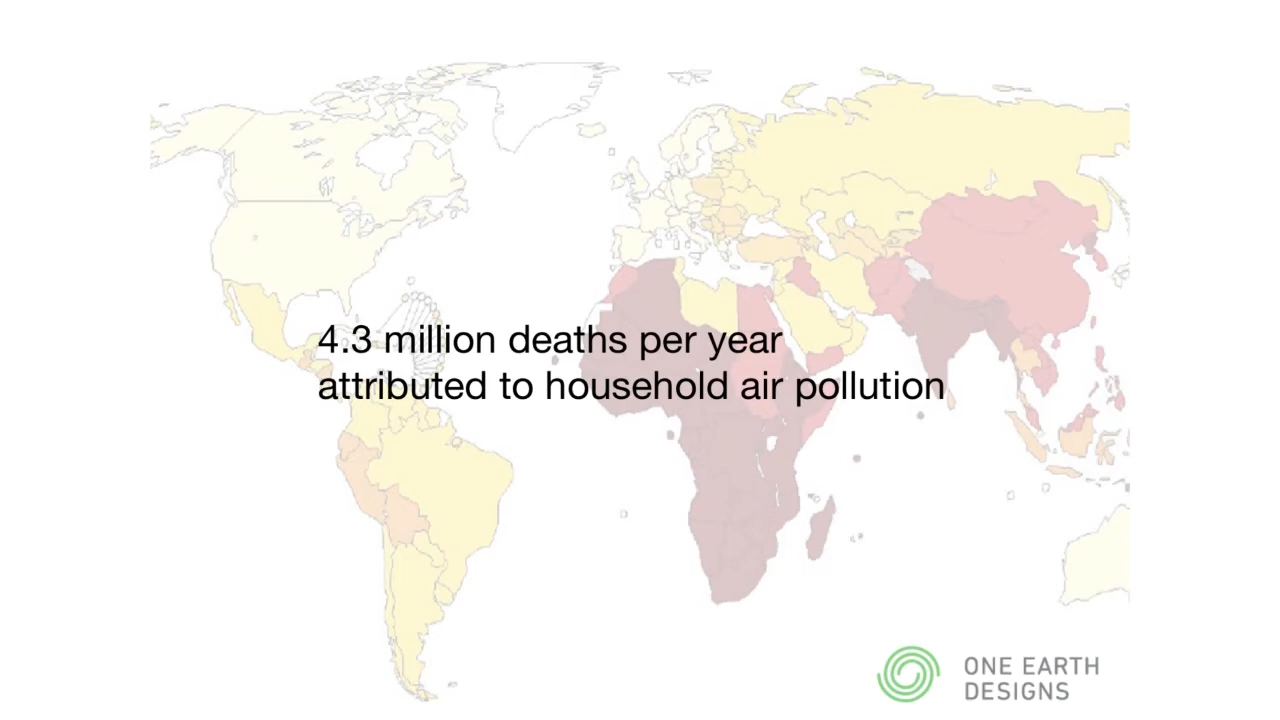 4.3 million deaths per year
attributed to household air pollution
ONE EARTH
DESIGNS